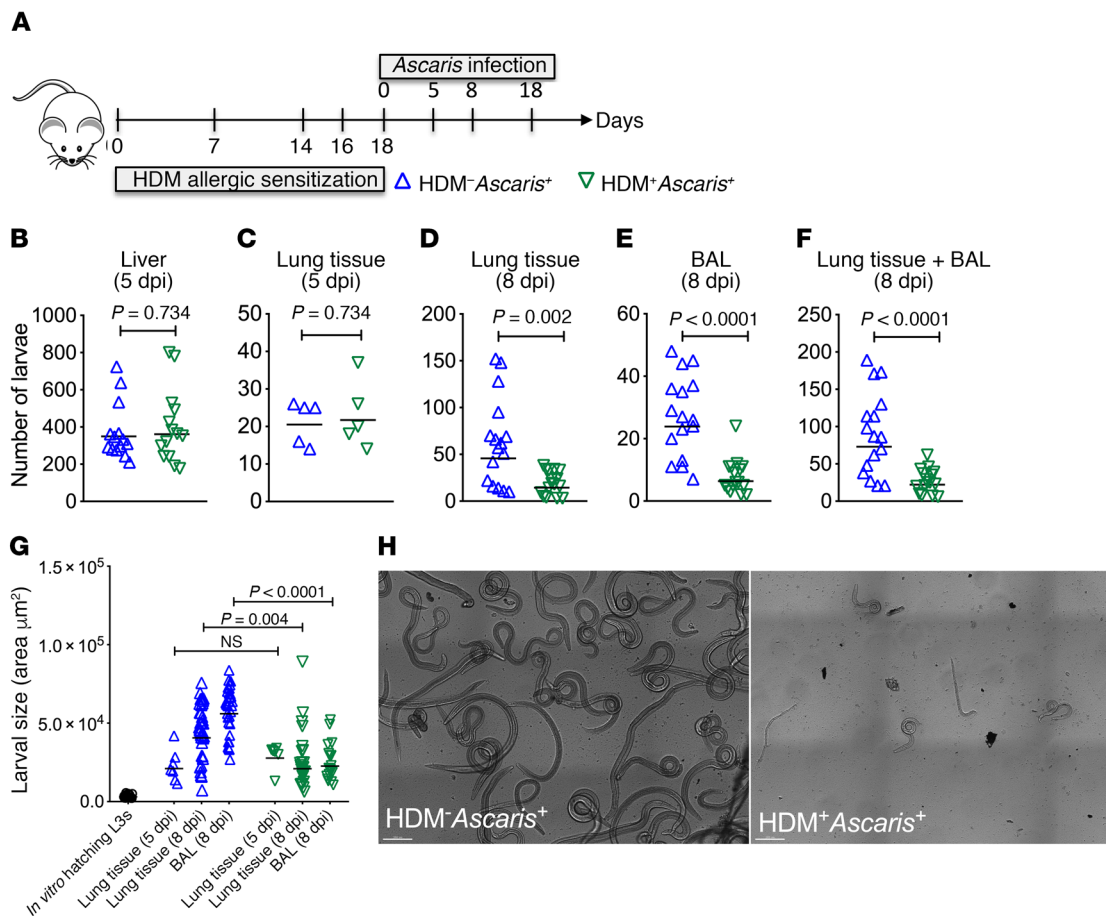 A
Ascaris infection
0 5 8 18
Days
0 7 14 16 18
HDM allergic sensitization
HDM⁻Ascaris⁺
HDM⁺Ascaris⁺
B
Liver
(5 dpi)
P = 0.734
Number of larvae
1000
800
600
400
200
0
C
Lung tissue
(5 dpi)
P = 0.734
50
40
30
20
10
0
D
Lung tissue
(8 dpi)
P = 0.002
200
150
100
50
0
E
BAL
(8 dpi)
P < 0.0001
60
40
20
0
F
Lung tissue + BAL
(8 dpi)
P < 0.0001
250
200
150
100
50
0
G
Larval size (area μm²)
1.5 × 10⁵
1.0 × 10⁵
5.0 × 10⁴
0.0
P < 0.0001
P = 0.004
NS
In vitro hatching L3s
Lung tissue (5 dpi)
Lung tissue (8 dpi)
BAL (8 dpi)
Lung tissue (5 dpi)
Lung tissue (8 dpi)
BAL (8 dpi)
H
HDM⁻Ascaris⁺
HDM⁺Ascaris⁺